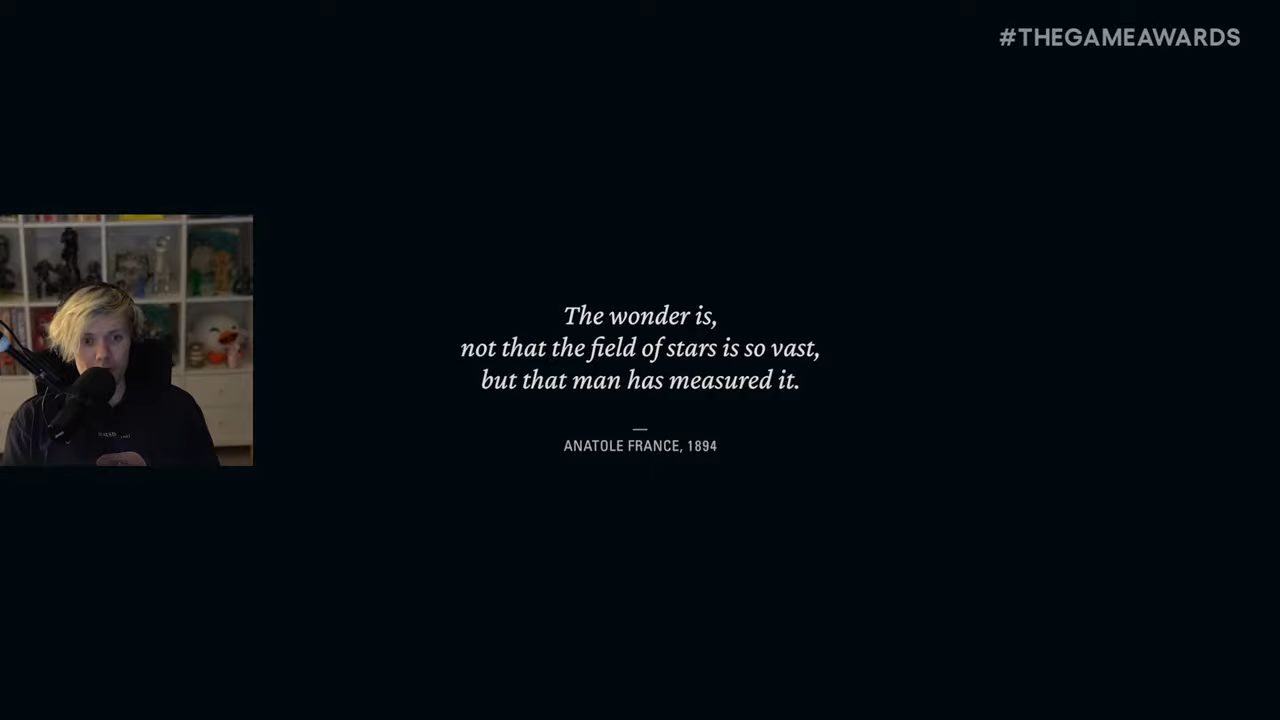 #THEGAMEAWARDS
The wonder is,
not that the field of stars is so vast,
but that man has measured it.
ANATOLE FRANCE, 1894